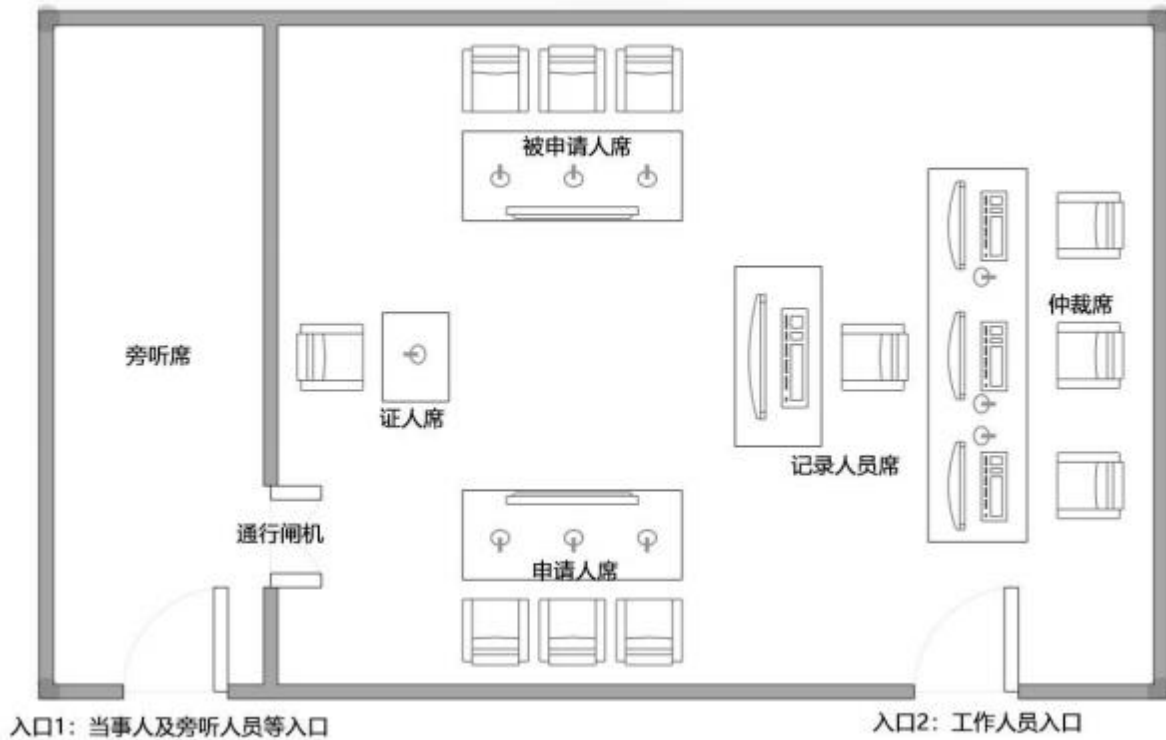 被申请人席
仲裁席
旁听席
证人席
记录人员席
通行闸机
申请人席
入口1：当事人及旁听人员等入口
入口2：工作人员入口